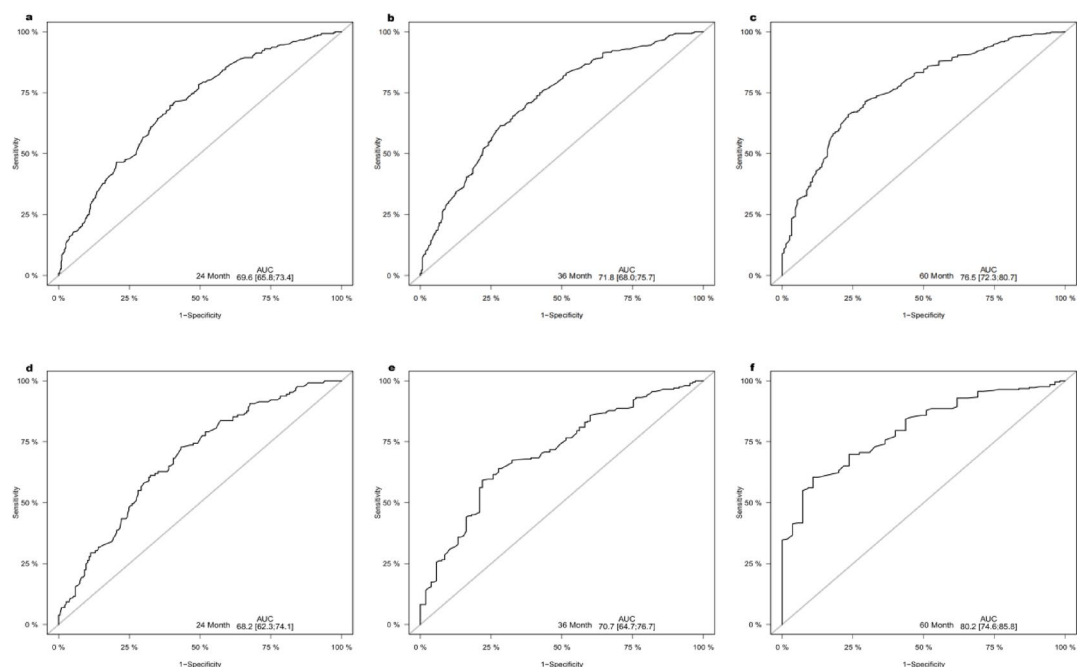 a
100 %
75 %
50 %
25 %
0 %
Sensitivity
AUC
24 Month 69.6 [65.8;73.4]
0 % 25 % 50 % 75 % 100 %
1−Specificity
b
100 %
75 %
50 %
25 %
0 %
Sensitivity
AUC
36 Month 71.8 [68.0;75.7]
0 % 25 % 50 % 75 % 100 %
1−Specificity
c
100 %
75 %
50 %
25 %
0 %
Sensitivity
AUC
60 Month 76.5 [72.3;80.7]
0 % 25 % 50 % 75 % 100 %
1−Specificity
d
100 %
75 %
50 %
25 %
0 %
Sensitivity
AUC
24 Month 68.2 [62.3;74.1]
0 % 25 % 50 % 75 % 100 %
1−Specificity
e
100 %
75 %
50 %
25 %
0 %
Sensitivity
AUC
36 Month 70.7 [64.7;76.7]
0 % 25 % 50 % 75 % 100 %
1−Specificity
f
100 %
75 %
50 %
25 %
0 %
Sensitivity
AUC
60 Month 80.2 [74.6;85.8]
0 % 25 % 50 % 75 % 100 %
1−Specificity